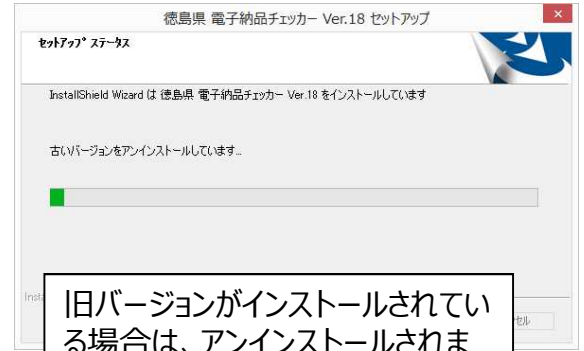 徳島県 電子納品チェッカー Ver.18 セットアップ
セットアップ ステータス
InstallShield Wizard は 徳島県 電子納品チェッカー Ver.18 をインストールしています
古いバージョンをアンインストールしています...
Insta
旧バージョンがインストールされてい
セル
る場合は、アンインストールされま